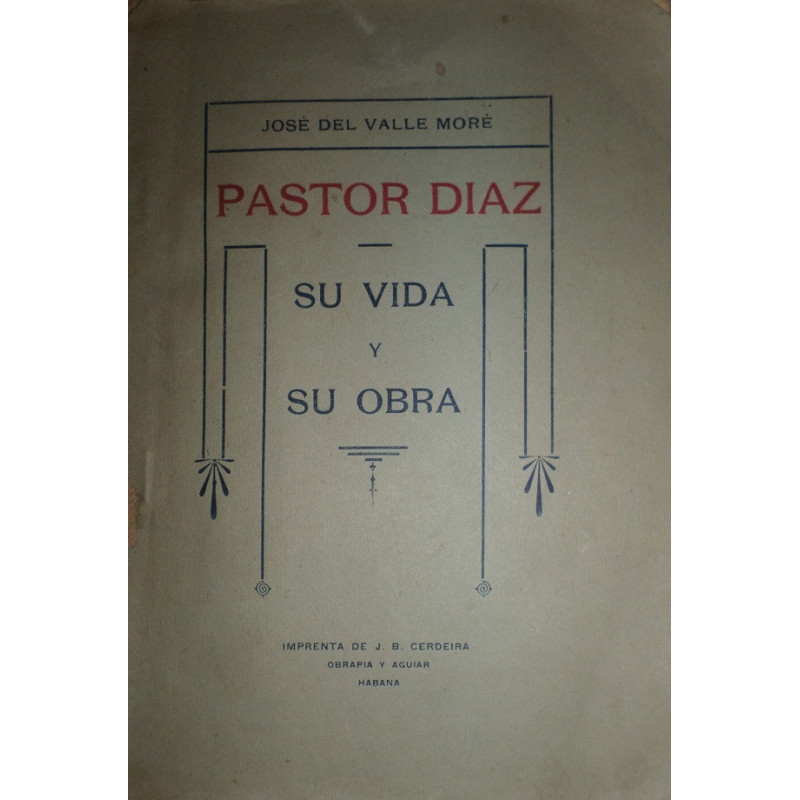 JOSÉ DEL VALLE MORÉ
PASTOR DIAZ
SU VIDA
Y
SU OBRA
IMPRENTA DE J. B. CERDEIRA
OBRAPIA Y AGUIAR
HABANA